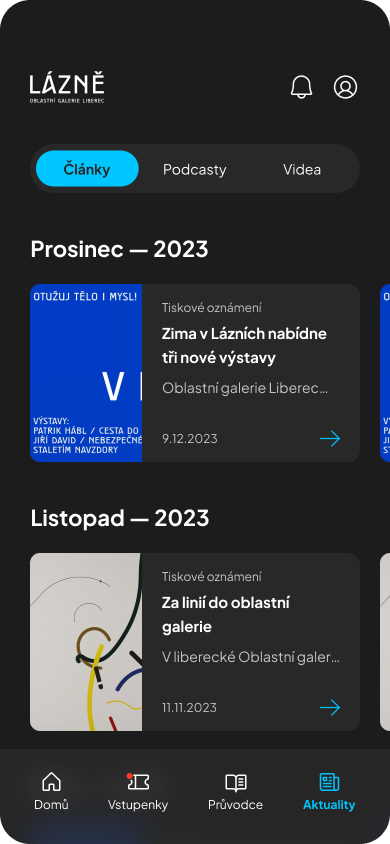 LÁZNĚ
OBLASTNÍ GALERIE LIBEREC
Články
Podcasty
Videa
Prosinec — 2023
OTUŽUJ TĚLO I MYSL!
V
VÝSTAVY:
PATRIK HÁBL / CESTA DO
JIŘÍ DAVID / NEBEZPEČNĚ
STALETÍM NAVZDORY
Tiskové oznámení
Zima v Lázních nabídne
tři nové výstavy
Oblastní galerie Liberec...
9.12.2023
Listopad — 2023
Tiskové oznámení
Za linií do oblastní
galerie
V liberecké Oblastní galer...
11.11.2023
Domů
Vstupenky
Průvodce
Aktuality